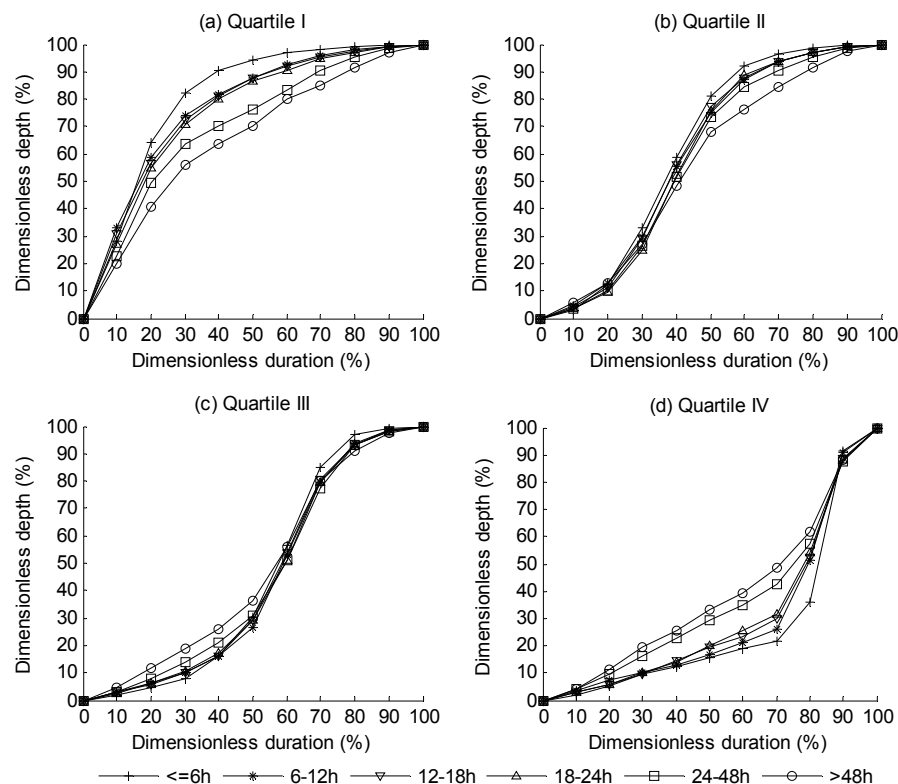 (a) Quartile I
100
90
80
70
60
50
40
30
20
10
0
Dimensionless depth (%)
0 10 20 30 40 50 60 70 80 90 100
Dimensionless duration (%)
(b) Quartile II
100
90
80
70
60
50
40
30
20
10
0
Dimensionless depth (%)
0 10 20 30 40 50 60 70 80 90 100
Dimensionless duration (%)
(c) Quartile III
100
90
80
70
60
50
40
30
20
10
0
Dimensionless depth (%)
0 10 20 30 40 50 60 70 80 90 100
Dimensionless duration (%)
(d) Quartile IV
100
90
80
70
60
50
40
30
20
10
0
Dimensionless depth (%)
0 10 20 30 40 50 60 70 80 90 100
Dimensionless duration (%)
<=6h 6-12h 12-18h 18-24h 24-48h >48h